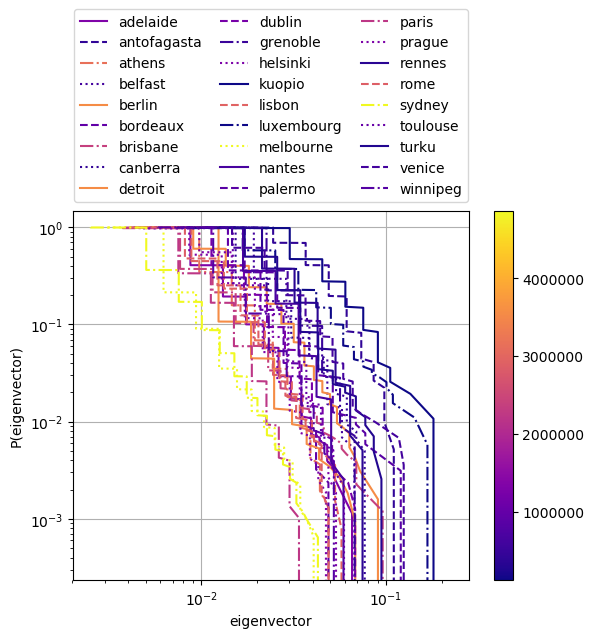 adelaide dublin paris
antofagasta grenoble prague
athens helsinki rennes
belfast kuopio rome
berlin lisbon sydney
bordeaux luxembourg toulouse
brisbane melbourne turku
canberra nantes venice
detroit palermo winnipeg
10⁰
10⁻¹
10⁻²
10⁻³
P(eigenvector)
10⁻² 10⁻¹
eigenvector
4000000
3000000
2000000
1000000